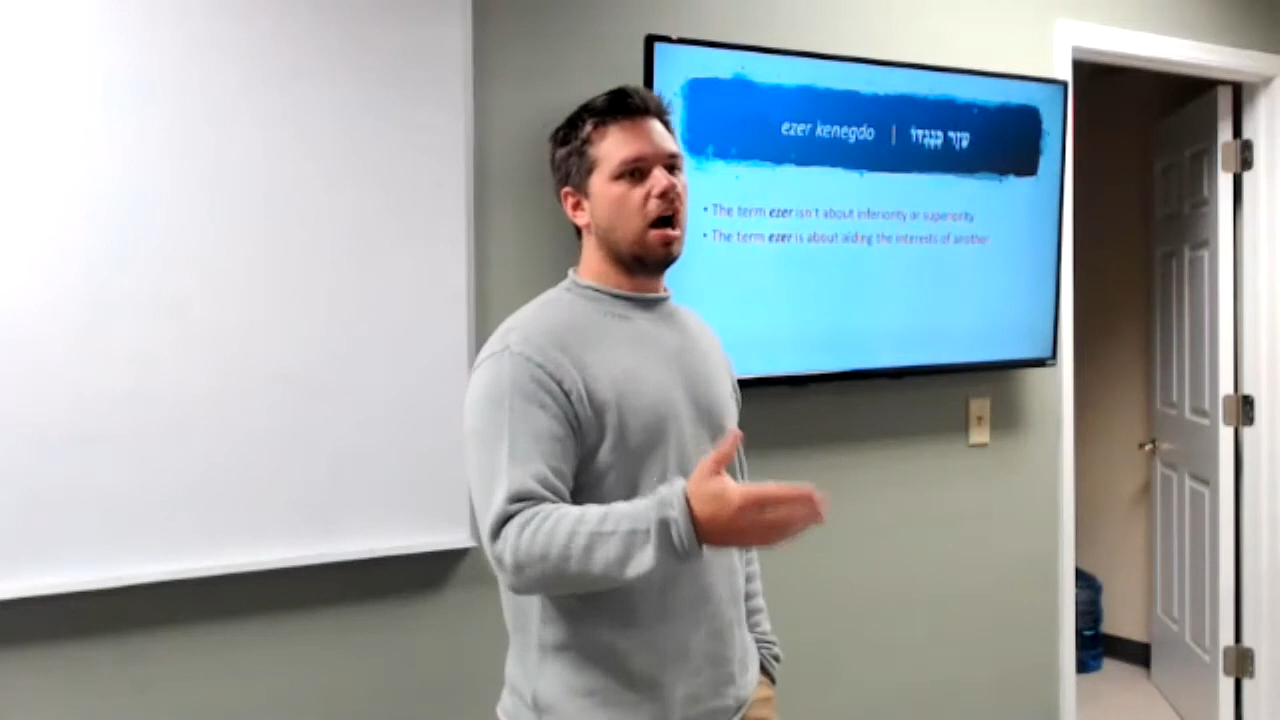 ezer kenegdo | עֵזֶר כְּנֶגְדּוֹ
• The term ezer isn't about inferiority or superiority
• The term ezer is about aiding the interests of another